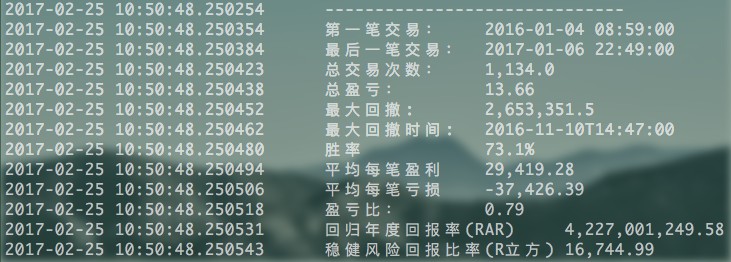 2017-02-25 10:50:48.250254 ------------------------------
2017-02-25 10:50:48.250354 第一笔交易： 2016-01-04 08:59:00
2017-02-25 10:50:48.250384 最后一笔交易： 2017-01-06 22:49:00
2017-02-25 10:50:48.250423 总交易次数： 1,134.0
2017-02-25 10:50:48.250438 总盈亏： 13.66
2017-02-25 10:50:48.250452 最大回撤： 2,653,351.5
2017-02-25 10:50:48.250462 最大回撤时间： 2016-11-10T14:47:00
2017-02-25 10:50:48.250480 胜率 73.1%
2017-02-25 10:50:48.250494 平均每笔盈利 29,419.28
2017-02-25 10:50:48.250506 平均每笔亏损 -37,426.39
2017-02-25 10:50:48.250518 盈亏比： 0.79
2017-02-25 10:50:48.250531 回归年度回报率(RAR) 4,227,001,249.58
2017-02-25 10:50:48.250543 稳健风险回报比率(R立方) 16,744.99